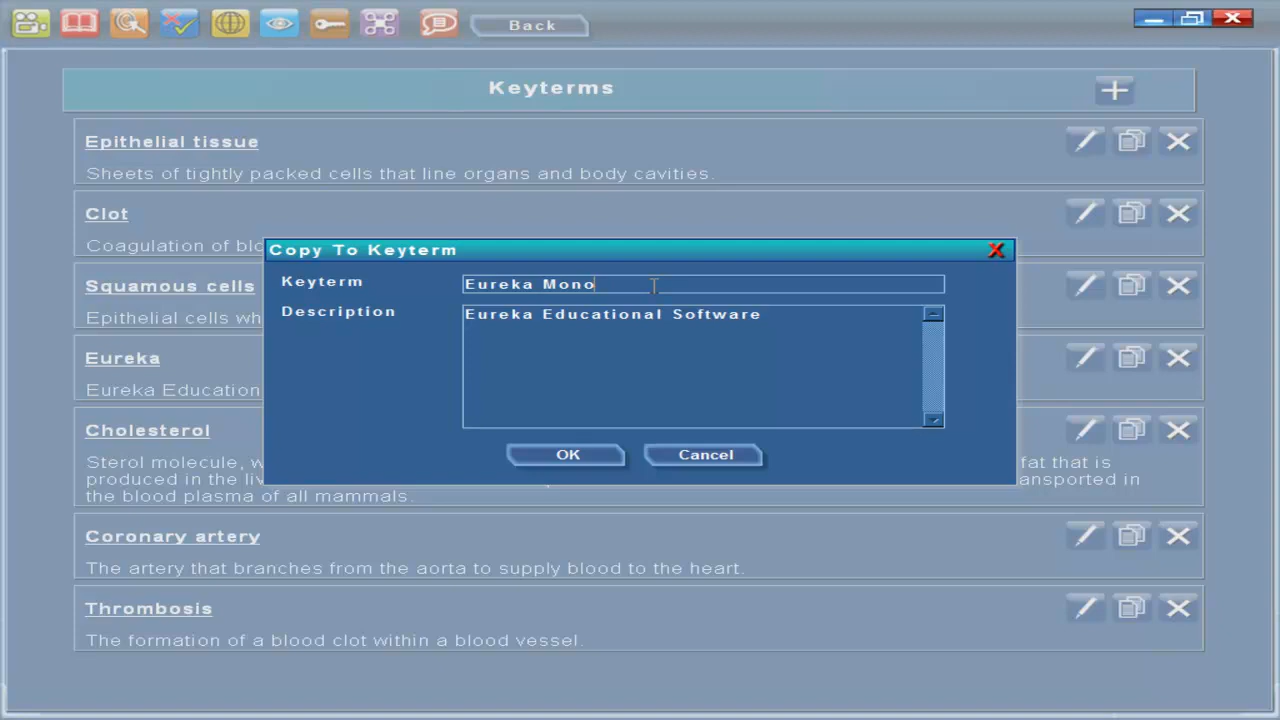 Back
Keyterms
Epithelial tissue
Sheets of tightly packed cells that line organs and body cavities.
Clot
Coagulation of
Copy To Keyterm
Keyterm
Eureka Mono
Description
Eureka Educational Software
OK
Cancel
Squamous cells
Epithelial cells
Eureka
Eureka Education
Cholesterol
Sterol molecule, fat that is
produced in the ansported in
the blood plasma of all mammals.
Coronary artery
The artery that branches from the aorta to supply blood to the heart.
Thrombosis
The formation of a blood clot within a blood vessel.